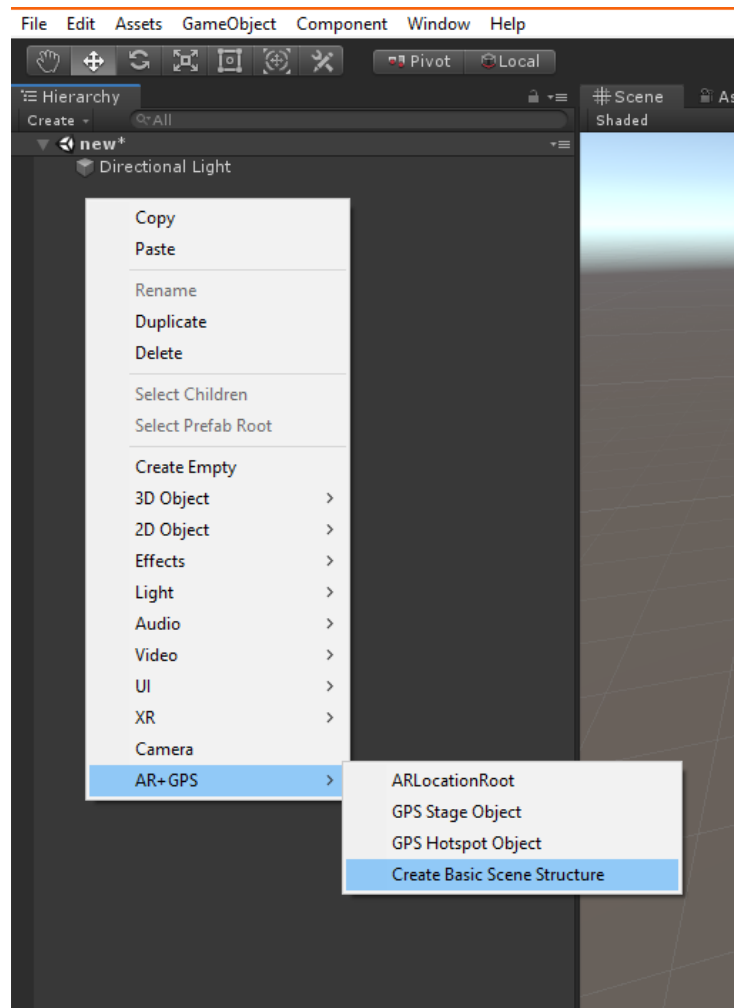 File Edit Assets GameObject Component Window Help
Pivot Local
Hierarchy
# Scene As
Create All
Shaded
new*
Directional Light
Copy
Paste
Rename
Duplicate
Delete
Select Children
Select Prefab Root
Create Empty
3D Object
2D Object
Effects
Light
Audio
Video
UI
XR
Camera
AR+GPS
ARLocationRoot
GPS Stage Object
GPS Hotspot Object
Create Basic Scene Structure